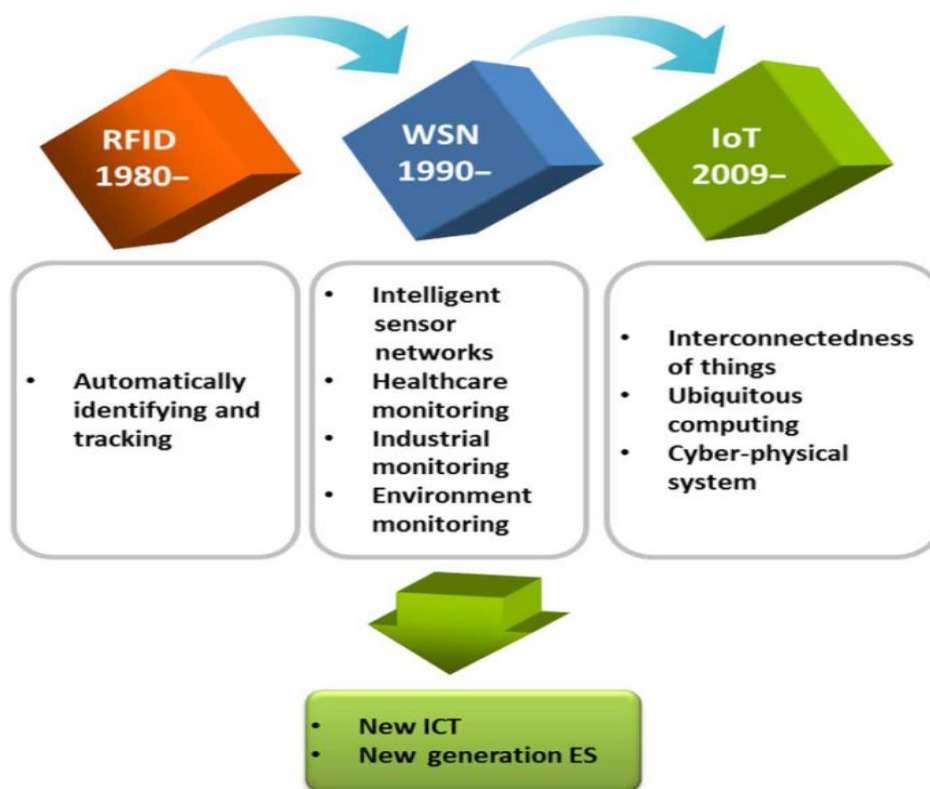 RFID
1980–
WSN
1990–
IoT
2009–
• Automatically
identifying and
tracking
• Intelligent
sensor
networks
• Healthcare
monitoring
• Industrial
monitoring
• Environment
monitoring
• Interconnectedness
of things
• Ubiquitous
computing
• Cyber-physical
system
• New ICT
• New generation ES